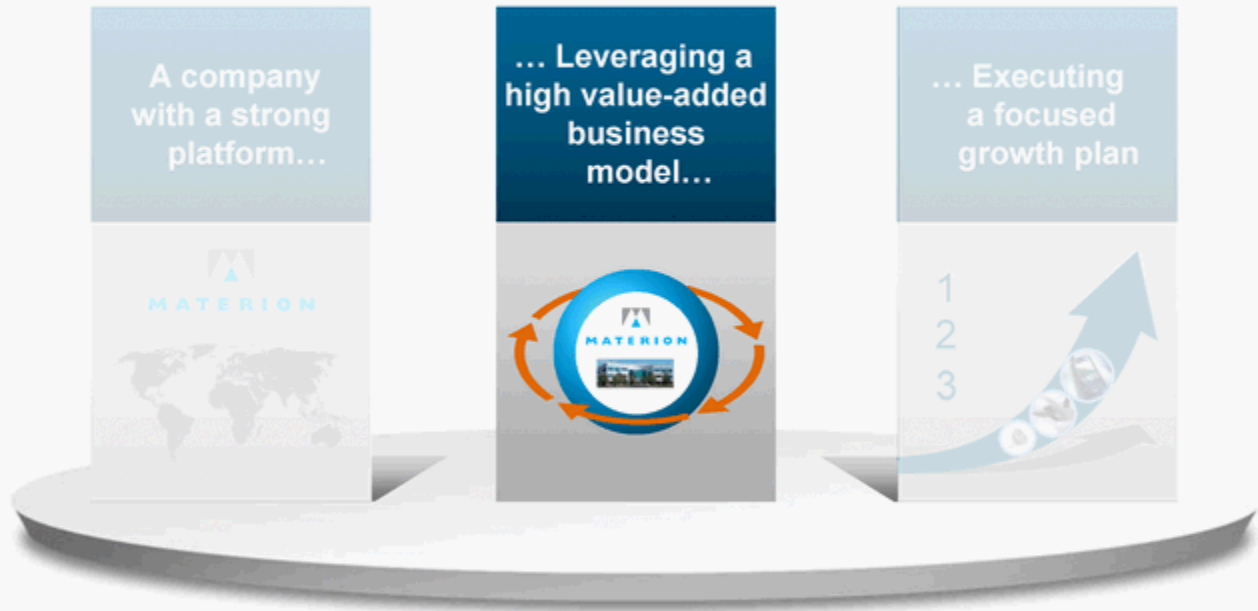 A company
with a strong
platform…
MATERION
… Leveraging a
high value-added
business
model…
MATERION
… Executing
a focused
growth plan
1
2
3